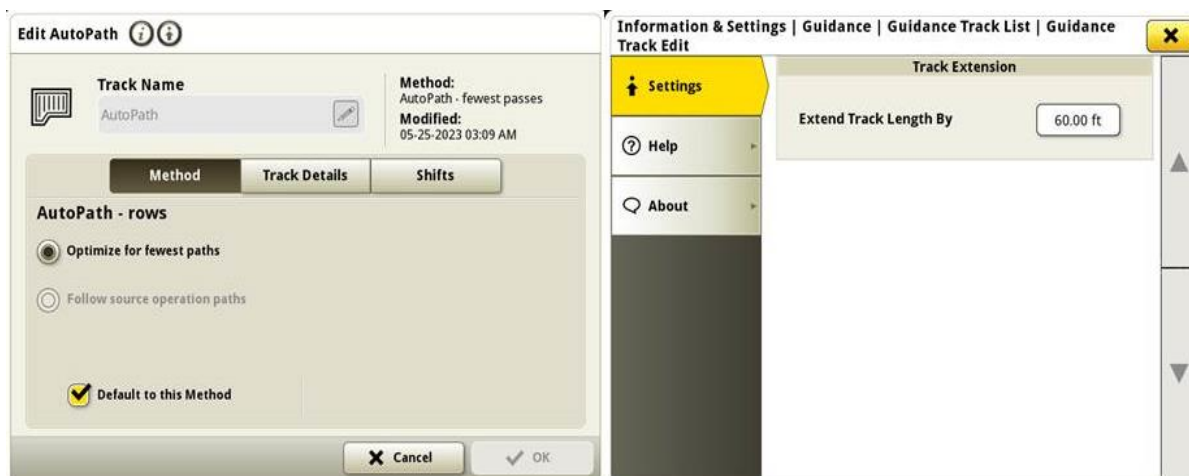 Edit AutoPath
Track Name
AutoPath
Method:
AutoPath - fewest passes
Modified:
05-25-2023 03:09 AM
Method
Track Details
Shifts
AutoPath - rows
Optimize for fewest paths
Follow source operation paths
Default to this Method
Cancel
OK
Information & Settings | Guidance | Guidance Track List | Guidance
Track Edit
Settings
Help
About
Track Extension
Extend Track Length By
60.00 ft